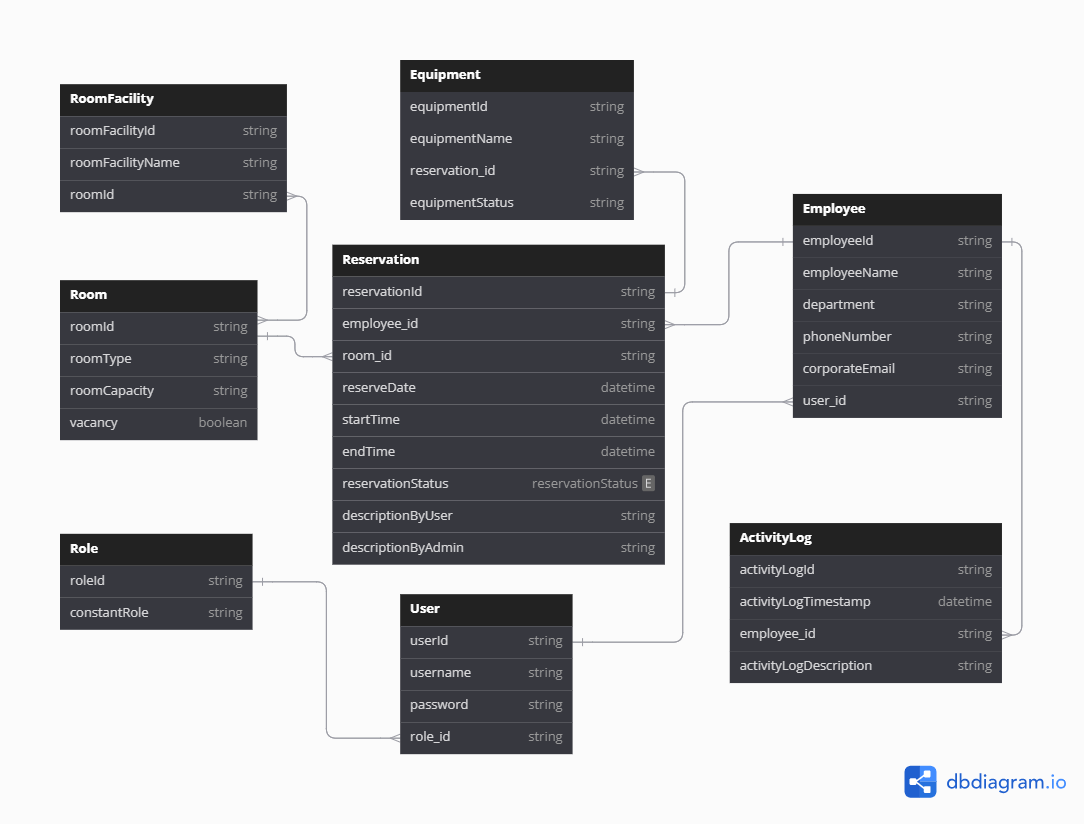 RoomFacility
roomFacilityId string
roomFacilityName string
roomId string
Equipment
equipmentId string
equipmentName string
reservation_id string
equipmentStatus string
Employee
employeeId string
employeeName string
department string
phoneNumber string
corporateEmail string
user_id string
Reservation
reservationId string
employee_id string
room_id string
reserveDate datetime
startTime datetime
endTime datetime
reservationStatus reservationStatus E
descriptionByUser string
descriptionByAdmin string
Room
roomId string
roomType string
roomCapacity string
vacancy boolean
Role
roleId string
constantRole string
User
userId string
username string
password string
role_id string
ActivityLog
activityLogId string
activityLogTimestamp datetime
employee_id string
activityLogDescription string
dbdiagram.io